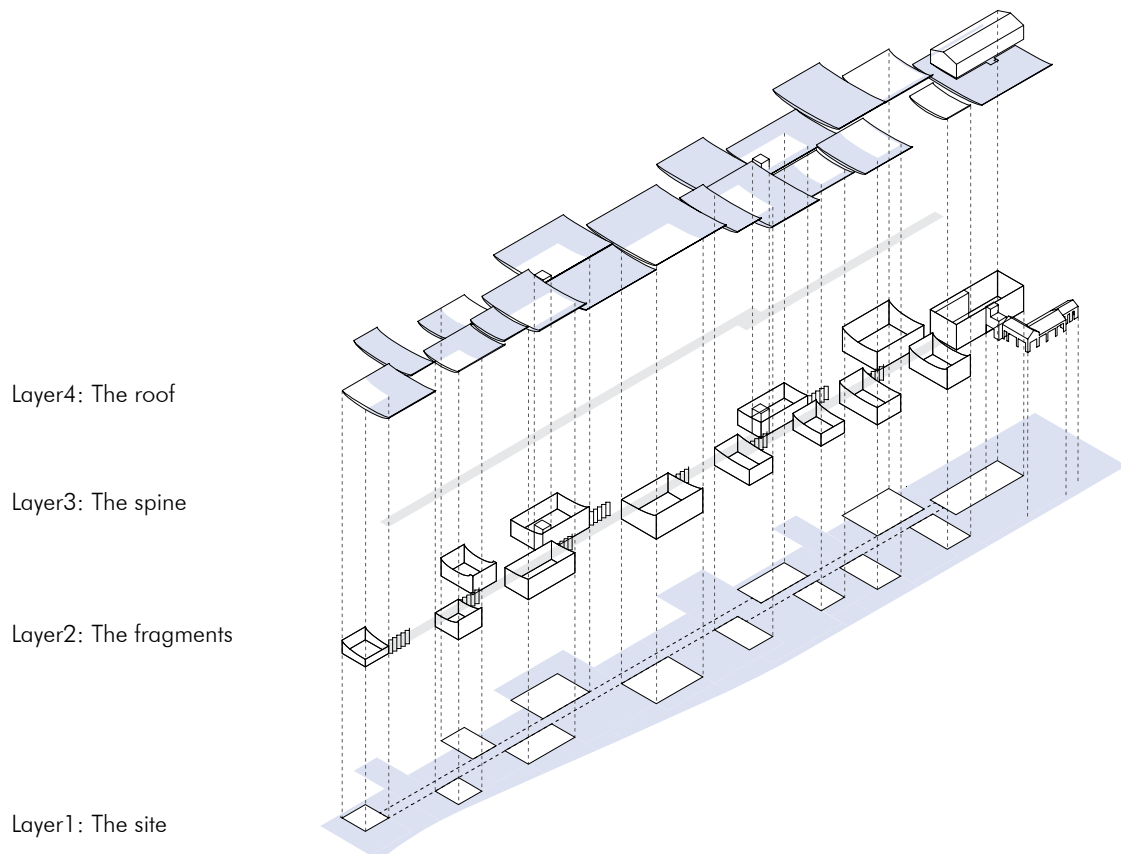 Layer4: The roof
Layer3: The spine
Layer2: The fragments
Layer1: The site